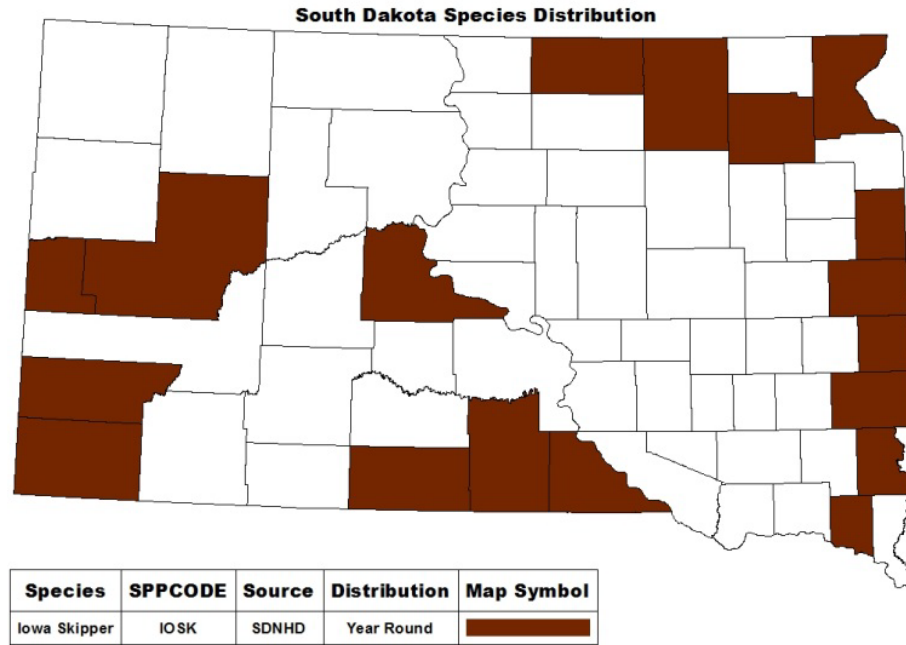 South Dakota Species Distribution
Species SPPCODE Source Distribution Map Symbol
Iowa Skipper IOSK SDNHD Year Round